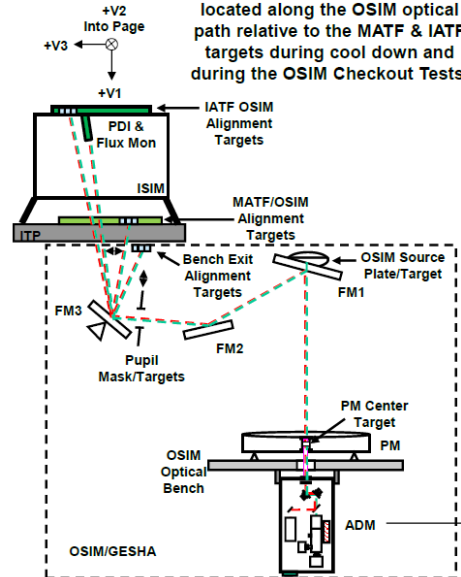 located along the OSIM optical
path relative to the MATF & IATF
targets during cool down and
during the OSIM Checkout Tests
+V2
Into Page
+V3
+V1
IATF OSIM
Alignment
Targets
PDI &
Flux Mon
ISIM
MATF/OSIM
Alignment
Targets
ITP
Bench Exit
Alignment
Targets
OSIM Source
Plate/Target
FM1
FM3
FM2
Pupil
Mask/Targets
PM Center
Target
PM
OSIM
Optical
Bench
ADM
OSIM/GESHA